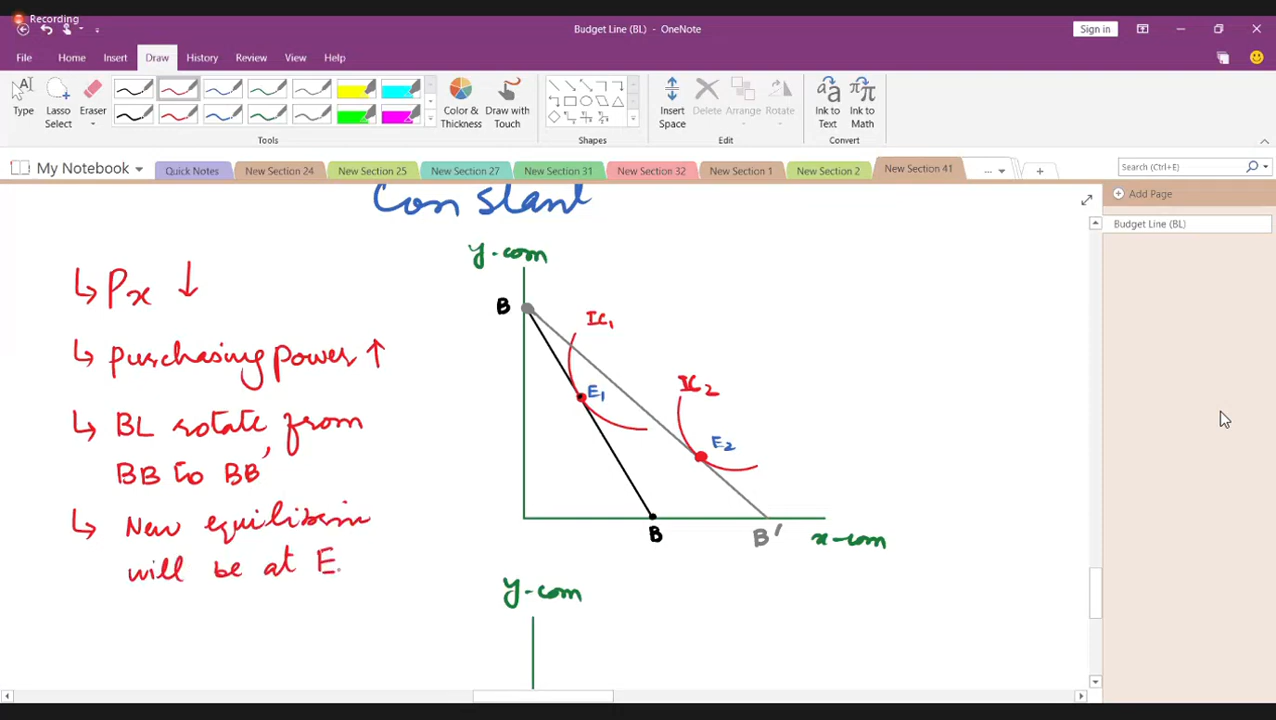 Recording
Budget Line (BL) - OneNote
Sign in
File Home Insert Draw History Review View Help
Type
Lasso Select
Eraser
Color & Thickness
Draw with Touch
Insert Space
Delete
Arrange
Rotate
Ink to Text
Ink to Math
Tools
Shapes
Edit
Convert
My Notebook
Quick Notes
New Section 24
New Section 25
New Section 27
New Section 31
New Section 32
New Section 1
New Section 2
New Section 41
...
Search (Ctrl+E)
Add Page
Budget Line (BL)
Constant
↳ Px ↓
↳ purchasing power ↑
↳ BL rotate from
BB to BB'
↳ New equilibrium
will be at E
y-com
B
IC1
E1
IC2
E2
B
B'
x-com
y-com